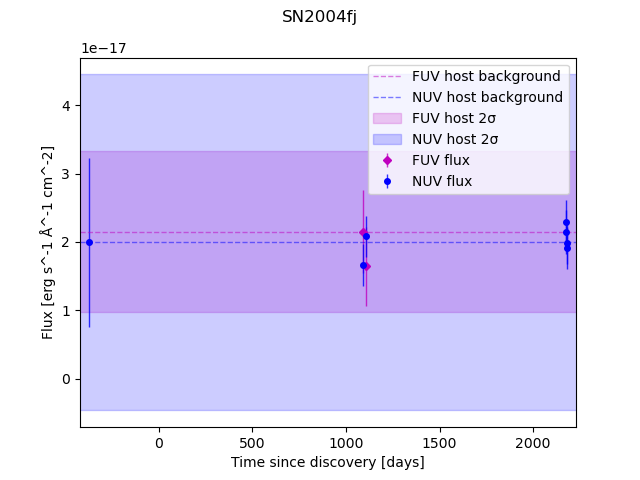 SN2004fj
1e−17
FUV host background
NUV host background
FUV host 2σ
NUV host 2σ
FUV flux
NUV flux
4
3
2
1
0
Flux [erg s^-1 Å^-1 cm^-2]
0 500 1000 1500 2000
Time since discovery [days]